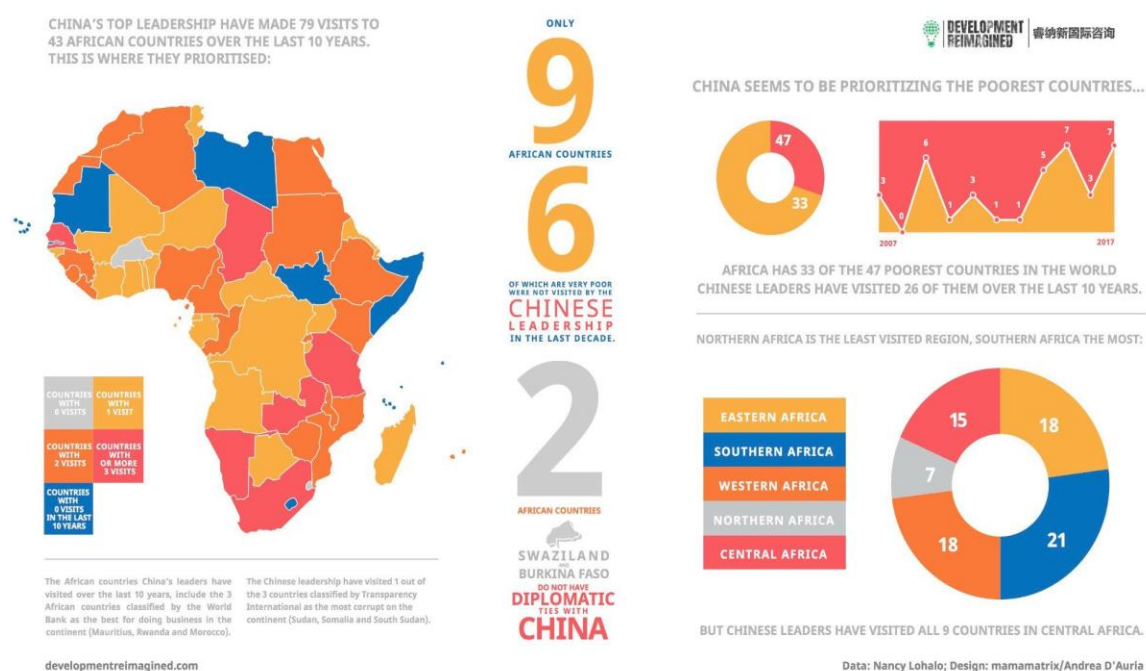 CHINA'S TOP LEADERSHIP HAVE MADE 79 VISITS TO
43 AFRICAN COUNTRIES OVER THE LAST 10 YEARS.
THIS IS WHERE THEY PRIORITISED:
COUNTRIES
WITH
0 VISITS
COUNTRIES
WITH
1 VISIT
COUNTRIES
WITH
2 VISITS
COUNTRIES
WITH
OR MORE
3 VISITS
COUNTRIES
WITH
0 VISITS
IN THE LAST
10 YEARS
The African countries China's leaders have
visited over the last 10 years, include the 3
African countries classified by the World
Bank as the best for doing business in the
continent (Mauritius, Rwanda and Morocco).
The Chinese leadership have visited 1 out of
the 3 countries classified by Transparency
International as the most corrupt on the
continent (Sudan, Somalia and South Sudan).
developmentreimagined.com
ONLY
9
AFRICAN COUNTRIES
6
OF WHICH ARE VERY POOR
WERE NOT VISITED BY THE
CHINESE
LEADERSHIP
IN THE LAST DECADE.
2
AFRICAN COUNTRIES
SWAZILAND
AND
BURKINA FASO
DO NOT HAVE
DIPLOMATIC
TIES WITH
CHINA
DEVELOPMENT
REIMAGINED
睿纳新国际咨询
CHINA SEEMS TO BE PRIORITIZING THE POOREST COUNTRIES...
47
33
3
0
6
1
3
1
1
5
7
3
7
2007
2017
AFRICA HAS 33 OF THE 47 POOREST COUNTRIES IN THE WORLD
CHINESE LEADERS HAVE VISITED 26 OF THEM OVER THE LAST 10 YEARS.
NORTHERN AFRICA IS THE LEAST VISITED REGION, SOUTHERN AFRICA THE MOST:
EASTERN AFRICA
SOUTHERN AFRICA
WESTERN AFRICA
NORTHERN AFRICA
CENTRAL AFRICA
15
18
7
18
21
BUT CHINESE LEADERS HAVE VISITED ALL 9 COUNTRIES IN CENTRAL AFRICA.
Data: Nancy Lohalo; Design: mamamatrix/Andrea D'Auria